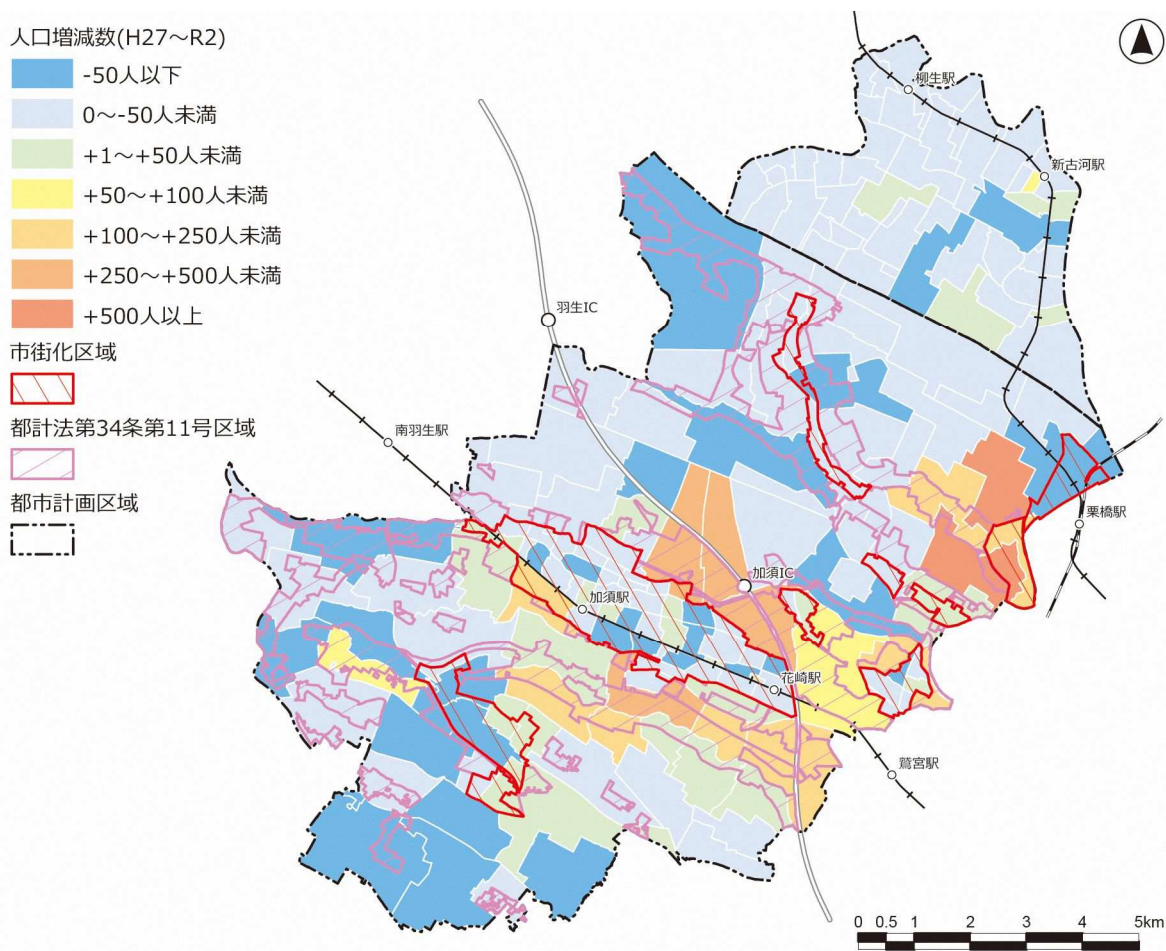 人口増減数(H27～R2)
-50人以下
0～-50人未満
+1～+50人未満
+50～+100人未満
+100～+250人未満
+250～+500人未満
+500人以上
市街化区域
都計法第34条第11号区域
都市計画区域
柳生駅
新古河駅
羽生IC
南羽生駅
栗橋駅
加須IC
加須駅
花崎駅
鷲宮駅
0 0.5 1 2 3 4 5km